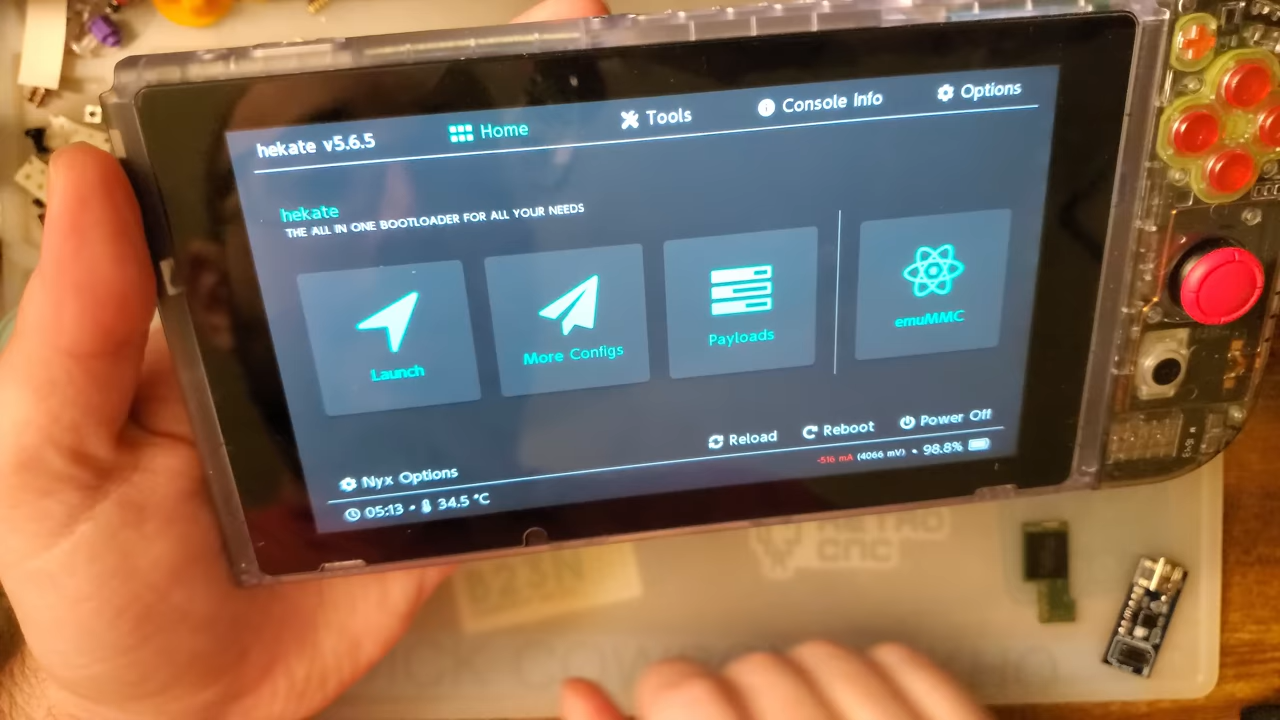 hekate v5.6.5
Home
Tools
Console Info
Options
hekate
THE ALL IN ONE BOOTLOADER FOR ALL YOUR NEEDS
Launch
More Configs
Payloads
emuMMC
Reload
Reboot
Power Off
Nyx Options
-516 mA (4066 mV) • 98.8%
05:13 • 34.5 °C
RETRO
CNC